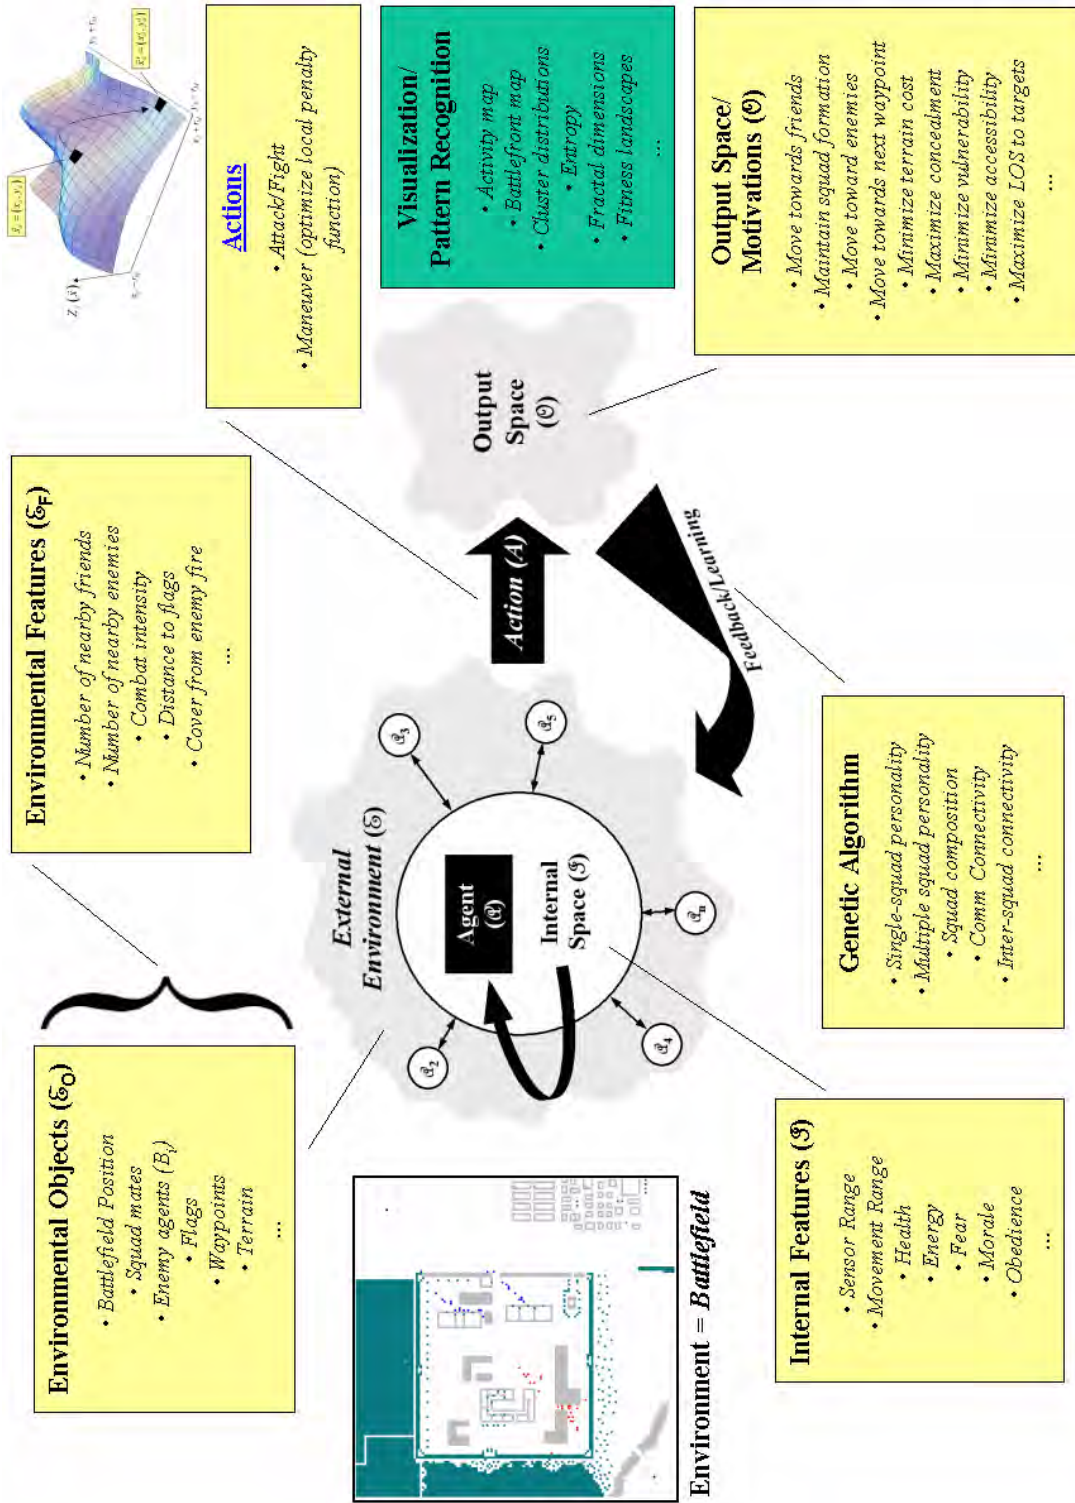 Environmental Objects (ℰO)
• Battlefield Position
• Squad mates
• Enemy agents (Bi)
• Flags
• Waypoints
• Terrain
...
Environmental Features (ℰF)
• Number of nearby friends
• Number of nearby enemies
• Combat intensity
• Distance to flags
• Cover from enemy fire
...
Actions
• Attack/Fight
• Maneuver (optimize local penalty
function)
Visualization/
Pattern Recognition
• Activity map
• Battlefront map
• Cluster distributions
• Entropy
• Fractal dimensions
• Fitness landscapes
...
External
Environment (ℰ)
Agent
(𝒜)
Internal
Space (ℐ)
𝒜2
𝒜3
𝒜5
𝒜4
𝒜n
Action (A)
Output
Space
(𝒪)
Feedback/Learning
Environment = Battlefield
Internal Features (ℐ)
• Sensor Range
• Movement Range
• Health
• Energy
• Fear
• Morale
• Obedience
...
Genetic Algorithm
• Single-squad personality
• Multiple squad personality
• Squad composition
• Comm Connectivity
• Inter-squad connectivity
...
Output Space/
Motivations (𝒪)
• Move towards friends
• Maintain squad formation
• Move toward enemies
• Move towards next waypoint
• Minimize terrain cost
• Maximize concealment
• Minimize vulnerability
• Minimize accessibility
• Maximize LOS to targets
...